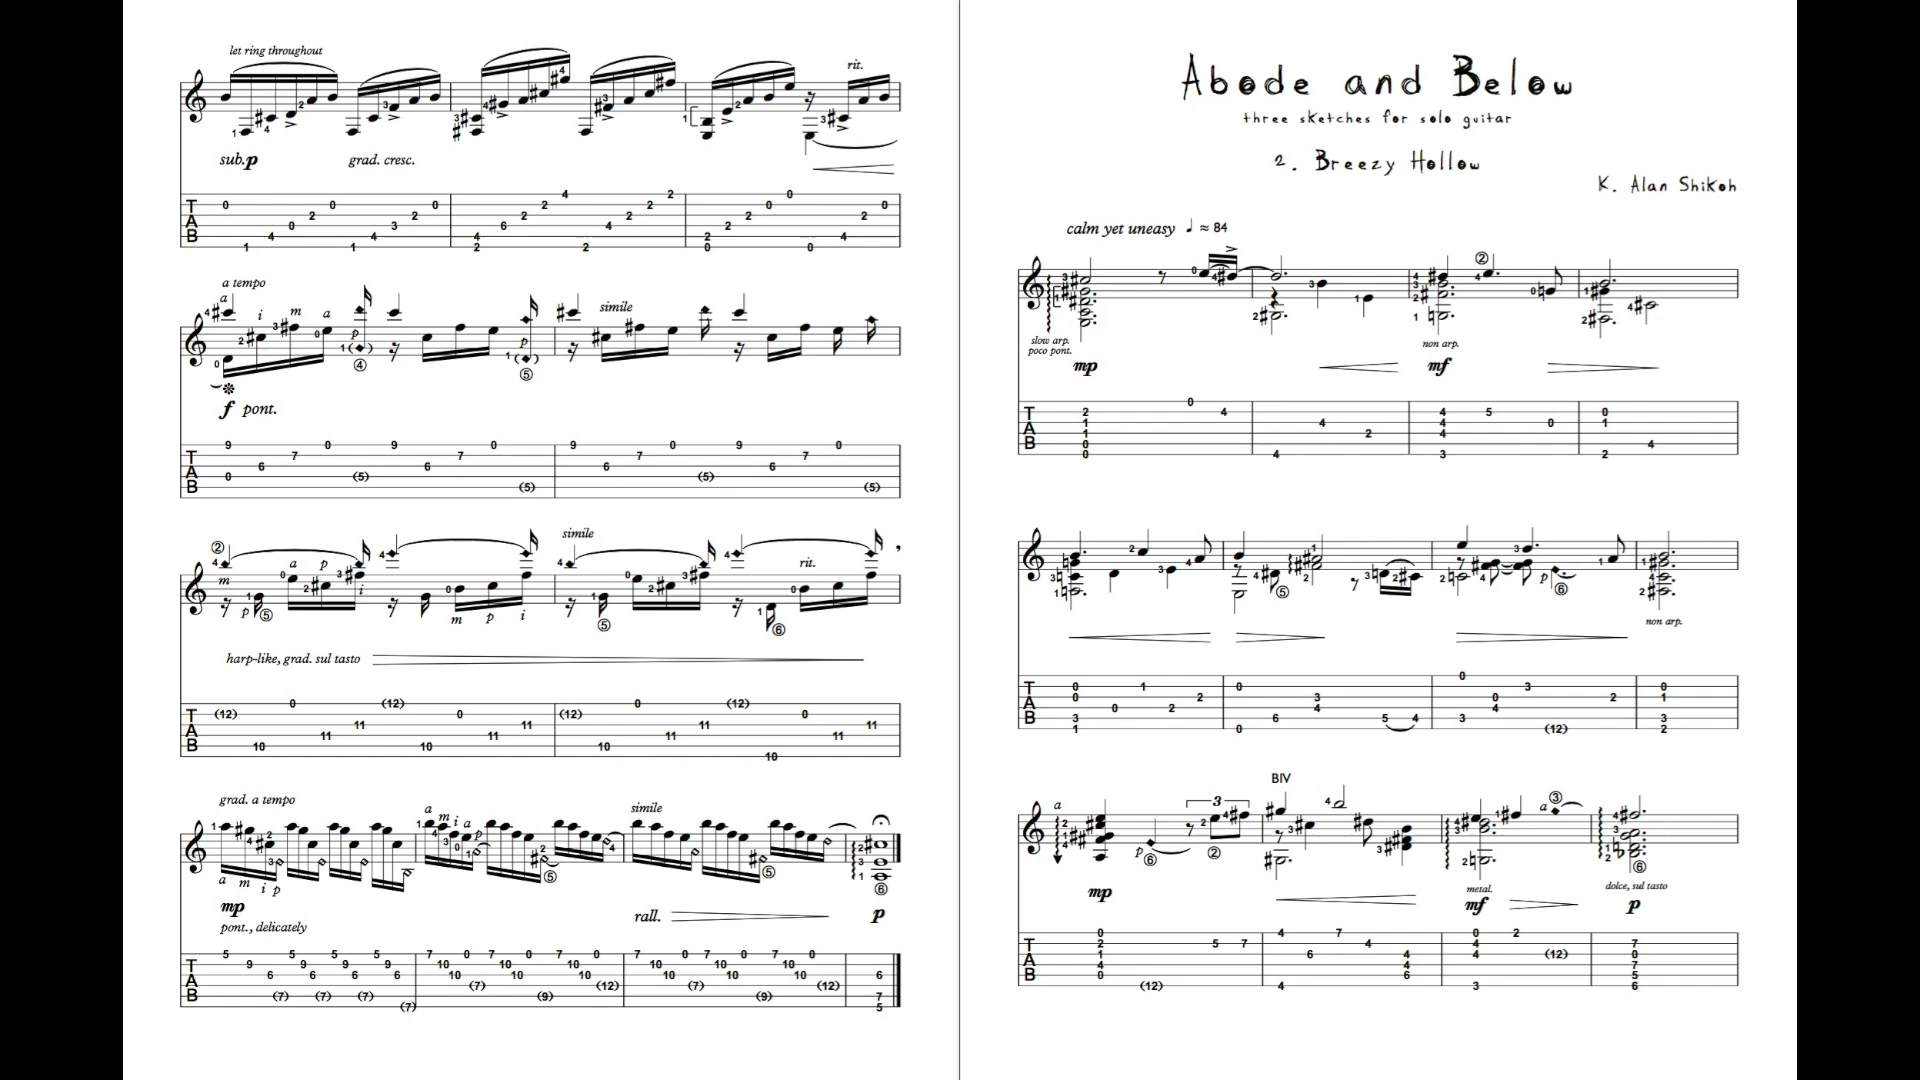 let ring throughout
rit.
sub.p grad. cresc.
a tempo
a i m a p p simile
f pont.
simile
m a p i rit.
p m p i
harp-like, grad. sul tasto
grad. a tempo
a m i a p simile
a m i p
mp rall. p
pont., delicately
Abode and Below
three sketches for solo guitar
2. Breezy Hollow
K. Alan Shikoh
calm yet uneasy ♩ ≈ 84
slow arp.
poco pont.
non arp.
mp mf
p
non arp.
BIV
a 3 a
p
mp metal. dolce, sul tasto
mf p